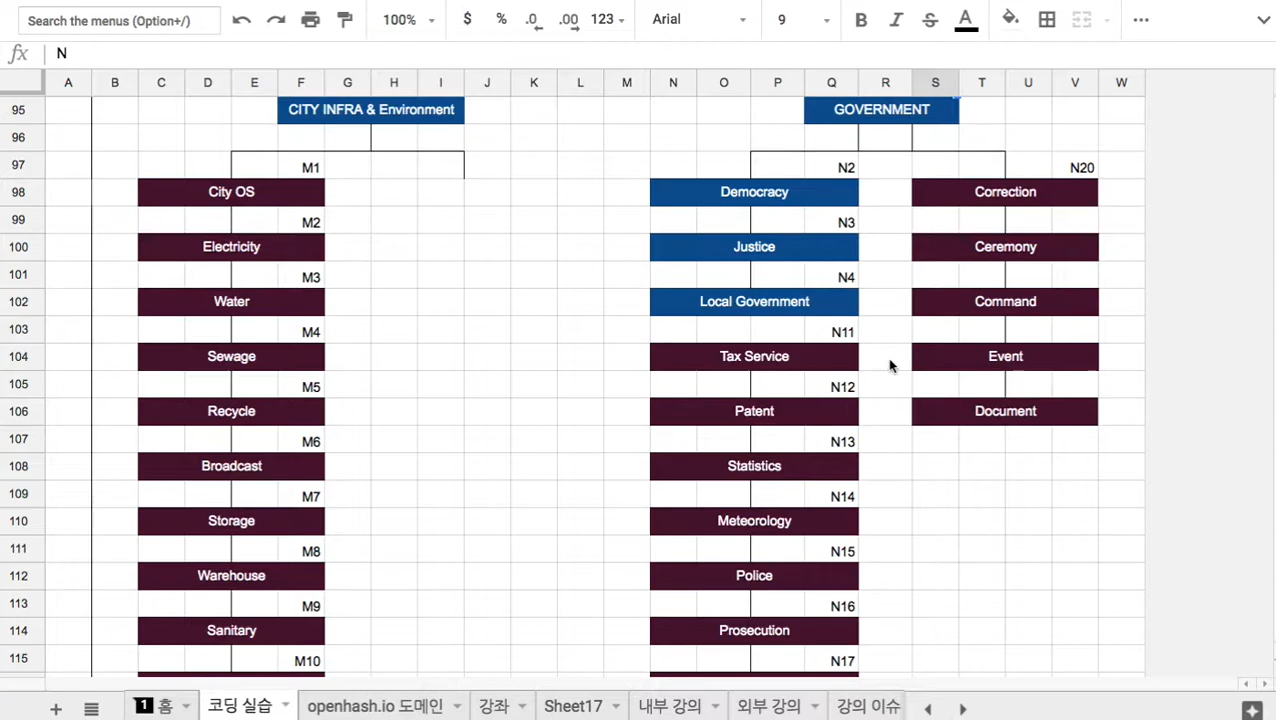 Search the menus (Option+/)
100%
$ % .0 .00 123
Arial
9
B I S A
fx N
A B C D E F G H I J K L M N O P Q R S T U V W
95 CITY INFRA & Environment GOVERNMENT
96
97 M1 N2 N20
98 City OS Democracy Correction
99 M2 N3
100 Electricity Justice Ceremony
101 M3 N4
102 Water Local Government Command
103 M4 N11
104 Sewage Tax Service Event
105 M5 N12
106 Recycle Patent Document
107 M6 N13
108 Broadcast Statistics
109 M7 N14
110 Storage Meteorology
111 M8 N15
112 Warehouse Police
113 M9 N16
114 Sanitary Prosecution
115 M10 N17
1 홈 코딩 실습 openhash.io 도메인 강좌 Sheet17 내부 강의 외부 강의 강의 이슈